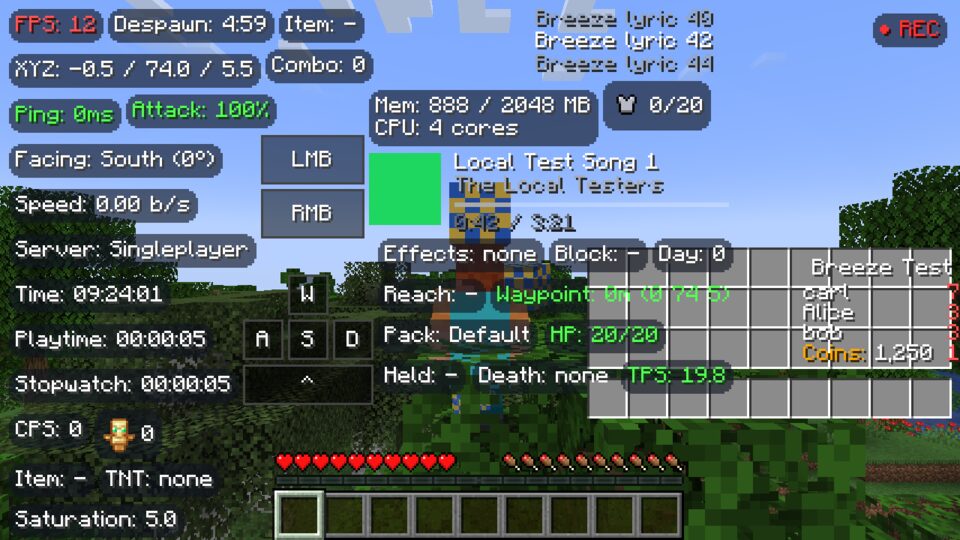 FPS: 12
Despawn: 4:59
Item: -
Breeze lyric 40
Breeze lyric 42
Breeze lyric 44
REC
XYZ: -0.5 / 74.0 / 5.5
Combo: 0
Ping: 0ms
Attack: 100%
Mem: 888 / 2048 MB
CPU: 4 cores
0/20
Facing: South (0°)
LMB
Local Test Song 1
The Local Testers
Speed: 0.00 b/s
RMB
0:42 / 3:21
Server: Singleplayer
Effects: none
Block: -
Day: 0
Breeze Test
Time: 09:24:01
W
Reach: -
Waypoint: 0m (0 74 5)
carl 7
Alice 3
Playtime: 00:00:05
A
S
D
Pack: Default
HP: 20/20
bob 3
Coins: 1,250 1
Stopwatch: 00:00:05
^
Held: -
Death: none
TPS: 19.8
CPS: 0
0
Item: -
TNT: none
Saturation: 5.0